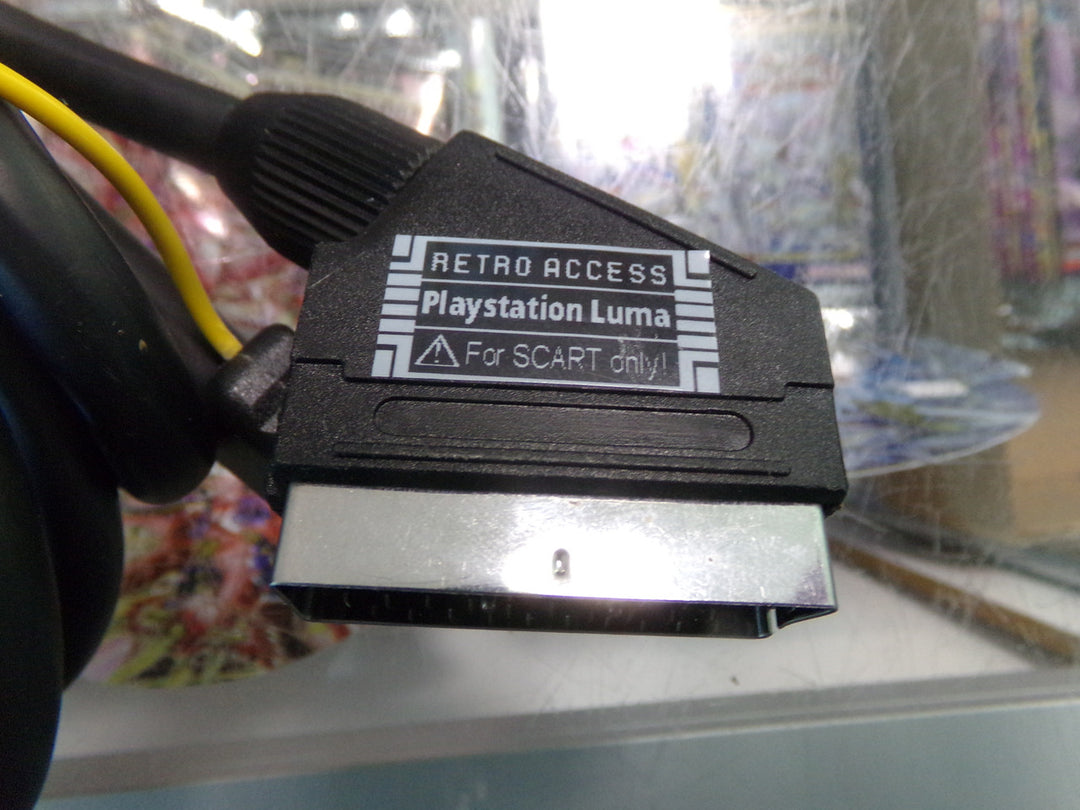 RETRO ACCESS
Playstation Luma
For SCART only!